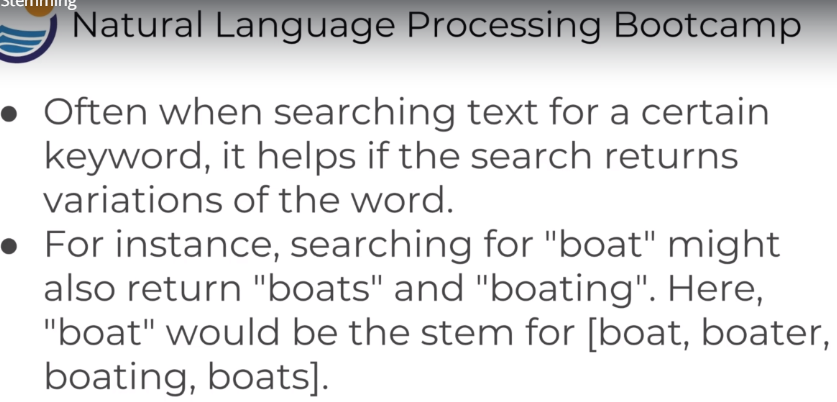 Stemming
Natural Language Processing Bootcamp
● Often when searching text for a certain
keyword, it helps if the search returns
variations of the word.
● For instance, searching for "boat" might
also return "boats" and "boating". Here,
"boat" would be the stem for [boat, boater,
boating, boats].